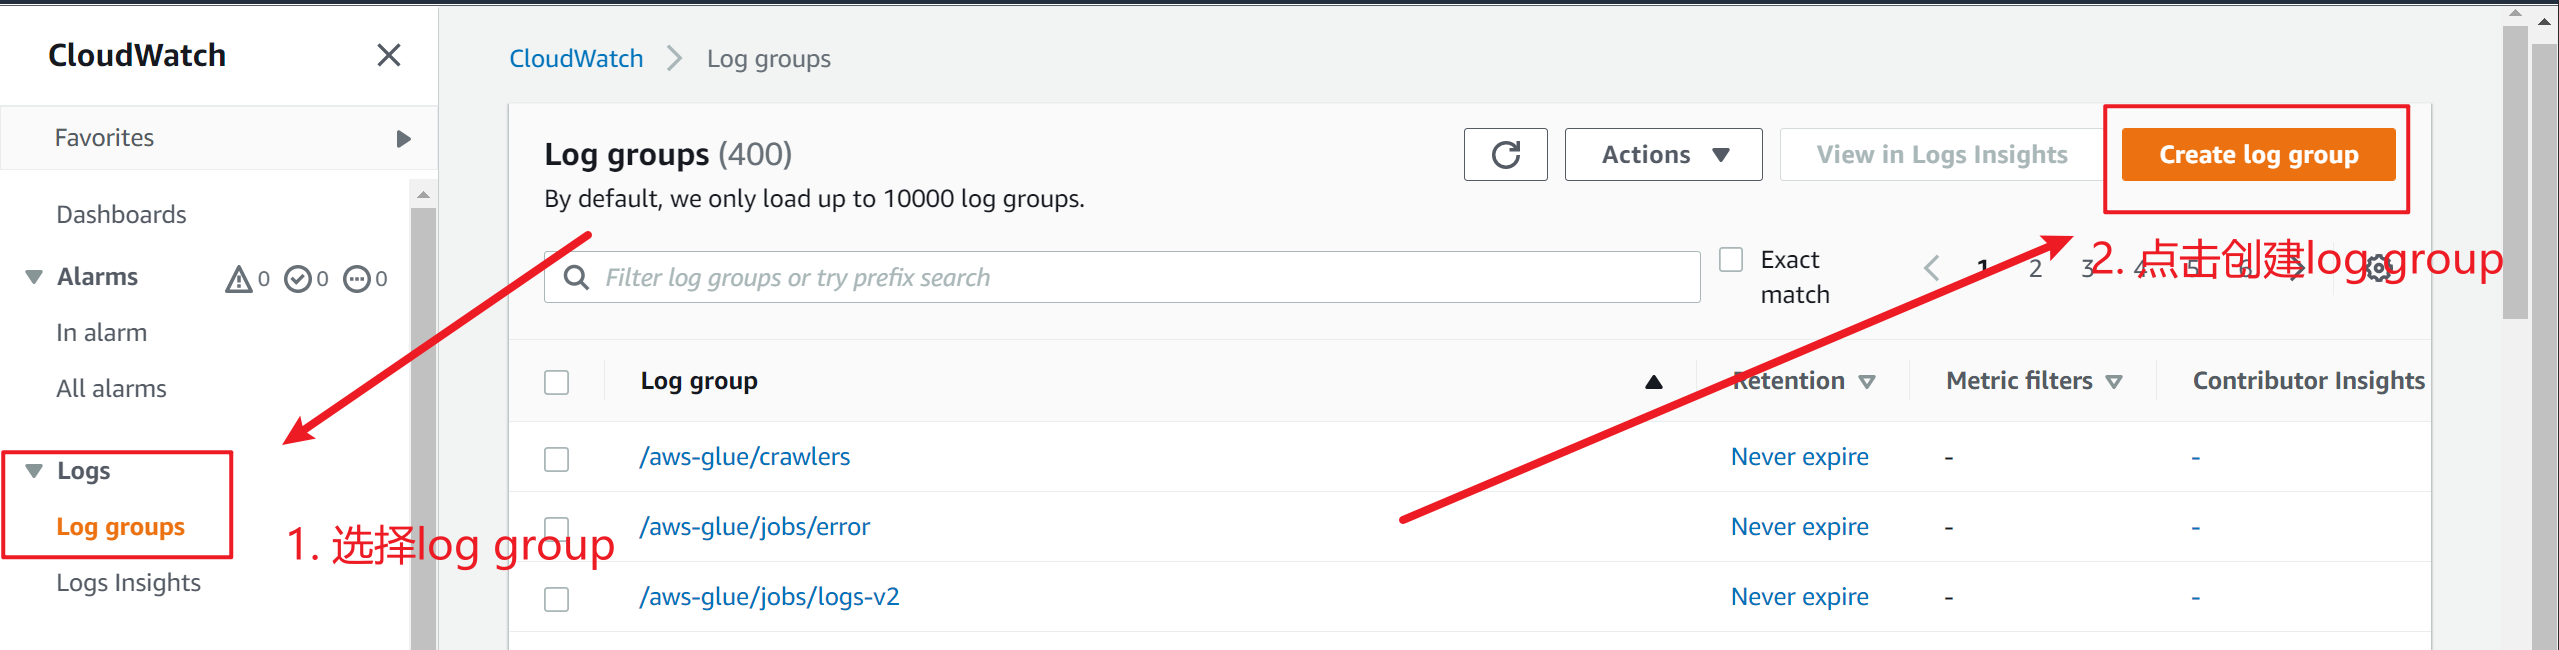 CloudWatch
Favorites
Dashboards
Alarms 0 0 0
In alarm
All alarms
Logs
Log groups
Logs Insights
1. 选择log group
CloudWatch Log groups
Log groups (400)
By default, we only load up to 10000 log groups.
Actions
View in Logs Insights
Create log group
Filter log groups or try prefix search
Exact
match
1 2 3 4 5 6
2. 点击创建log group
Log group Retention Metric filters Contributor Insights
/aws-glue/crawlers Never expire - -
/aws-glue/jobs/error Never expire - -
/aws-glue/jobs/logs-v2 Never expire - -